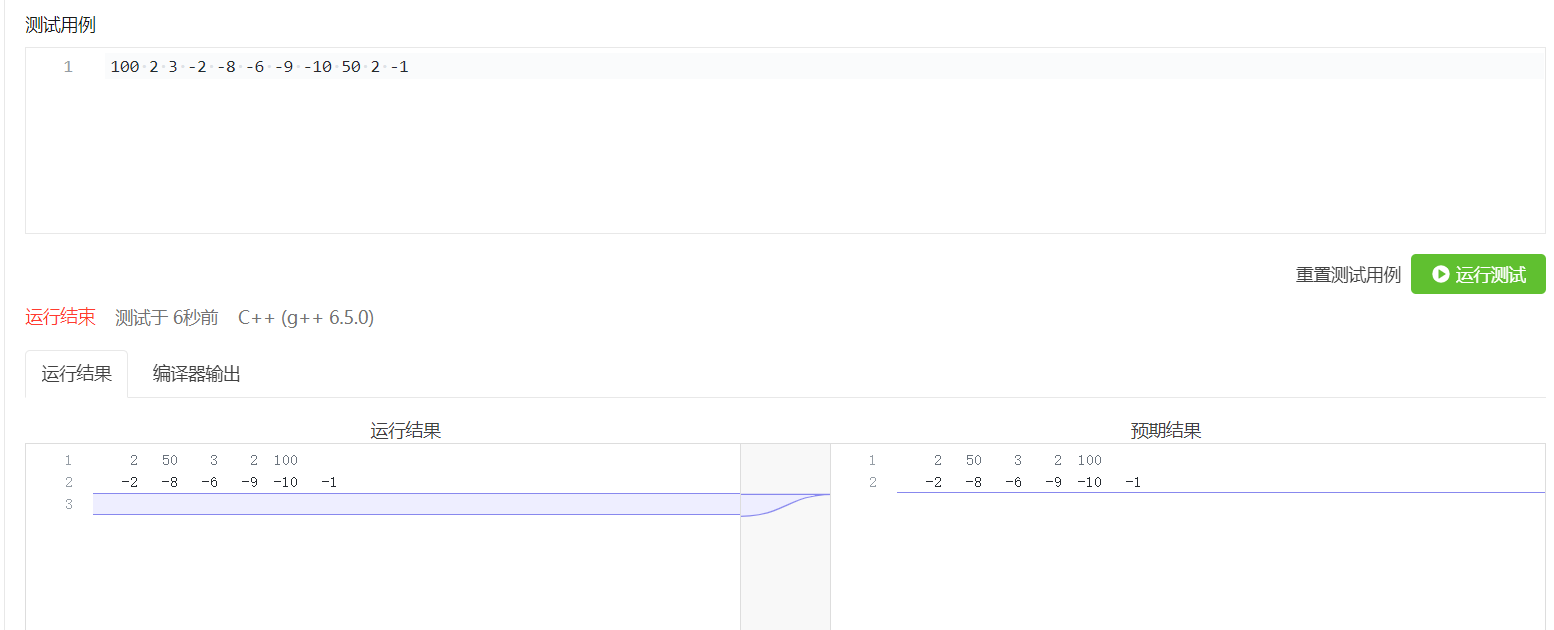 测试用例
1 100 2 3 -2 -8 -6 -9 -10 50 2 -1
重置测试用例 运行测试
运行结束 测试于 6秒前 C++ (g++ 6.5.0)
运行结果 编译器输出
运行结果 预期结果
1 2 50 3 2 100 1 2 50 3 2 100
2 -2 -8 -6 -9 -10 -1 2 -2 -8 -6 -9 -10 -1
3